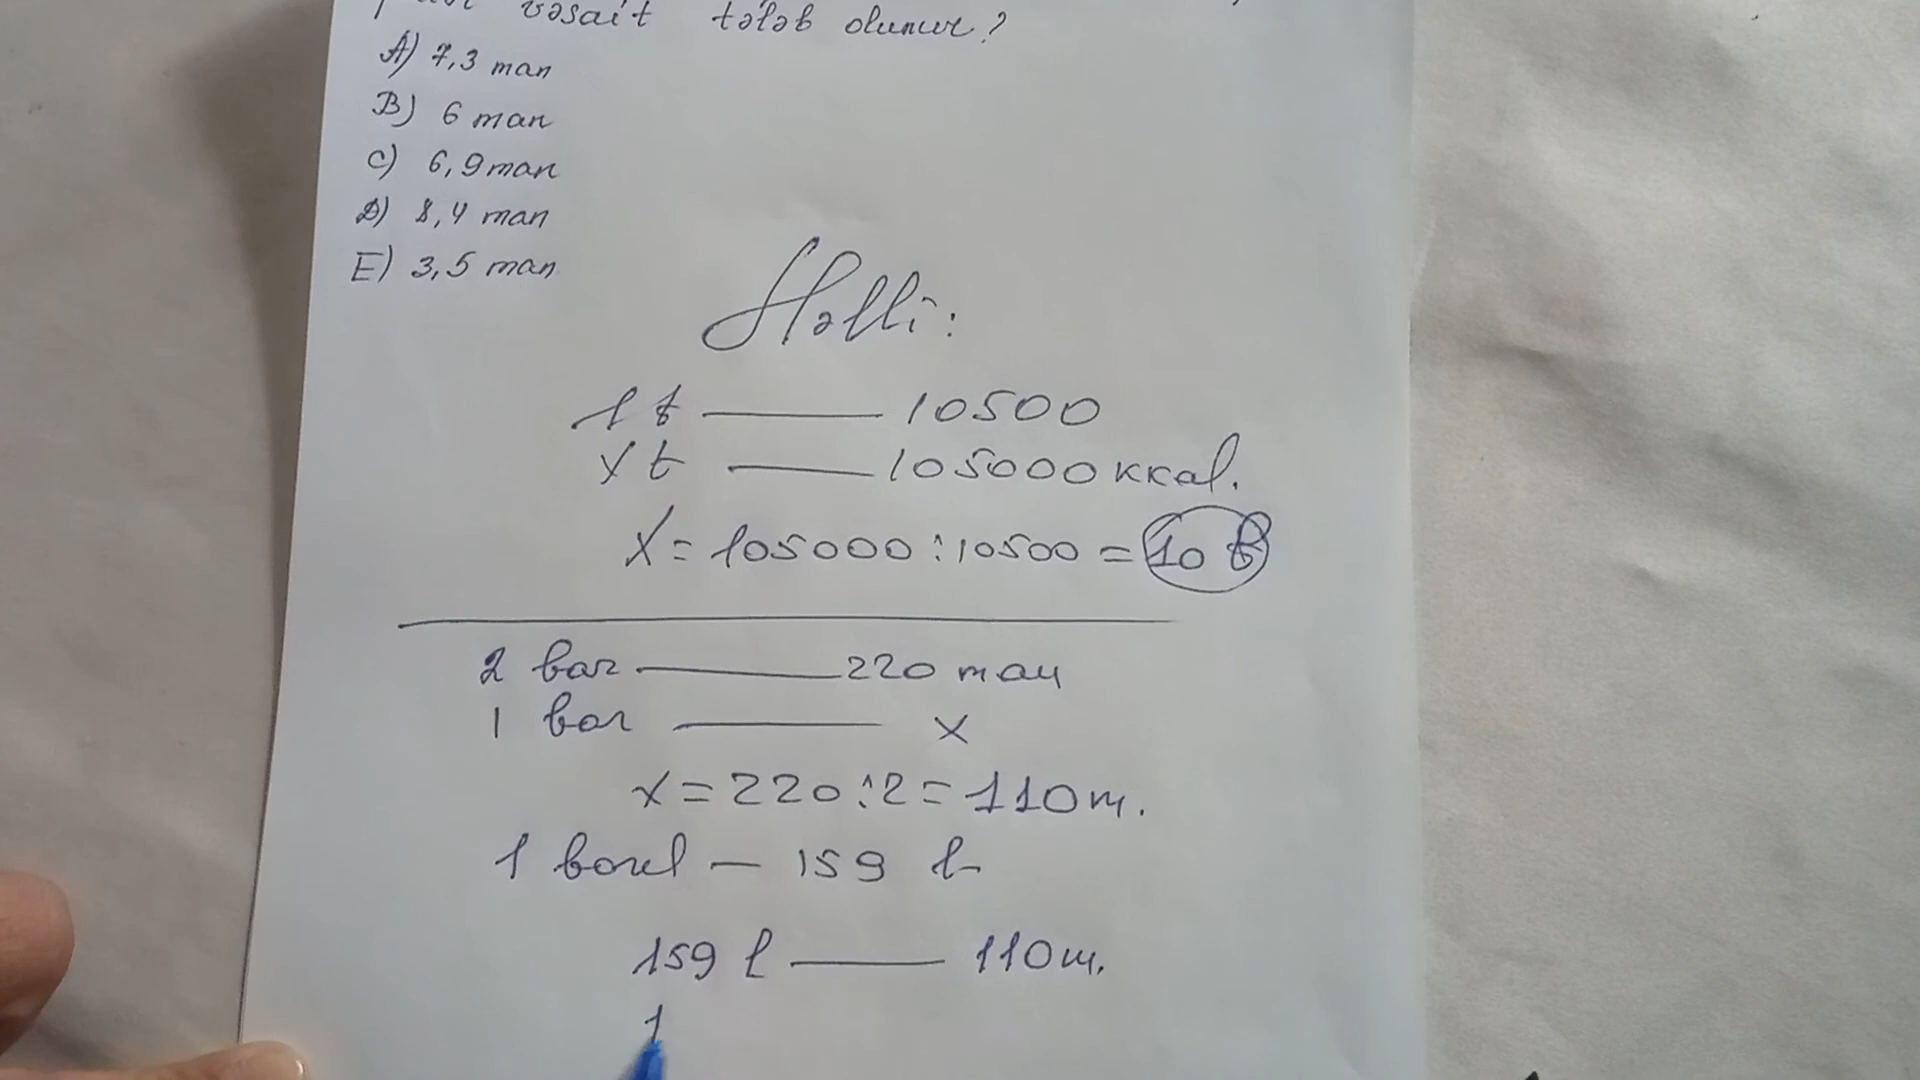 vəsait tələb olunur?
A) 7,3 man
B) 6 man
C) 6,9 man
D) 8,4 man
E) 3,5 man
Həlli:
1 t — 10500
x t — 105000 kkal.
x = 105000 : 10500 = 10 t
2 bar — 220 man
1 bar — x
x = 220 : 2 = 110 m.
1 barel — 159 l
159 l — 110 m.
1